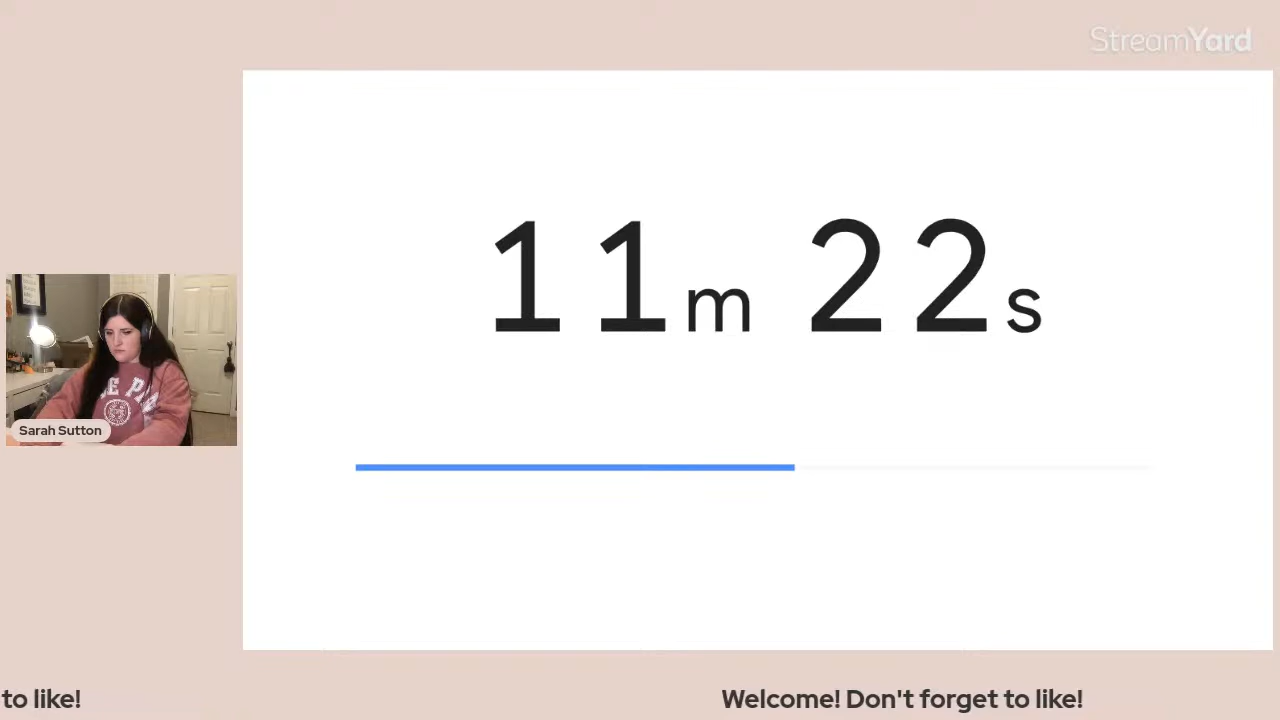 StreamYard
11m 22s
Sarah Sutton
to like!
Welcome! Don't forget to like!